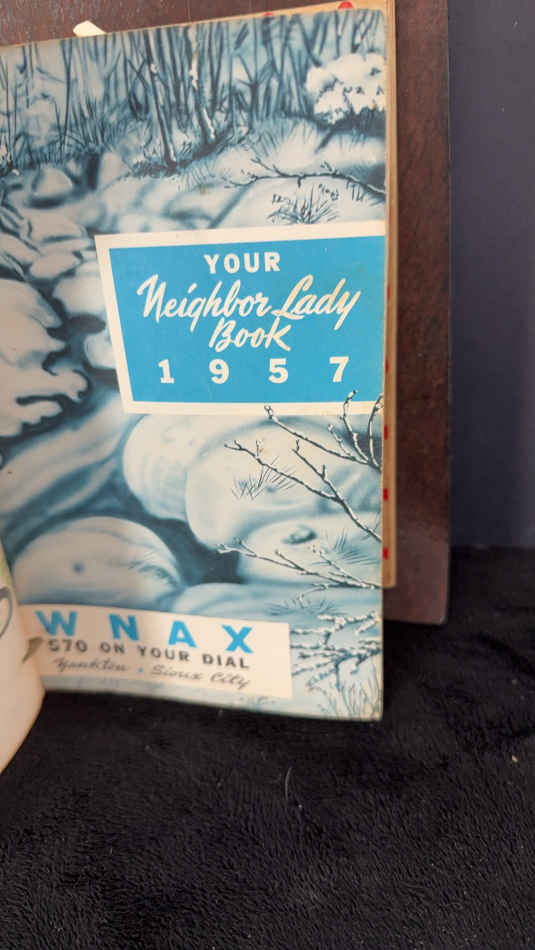 YOUR
Neighbor Lady
Book
1957
WNAX
570 ON YOUR DIAL
Yankton • Sioux City